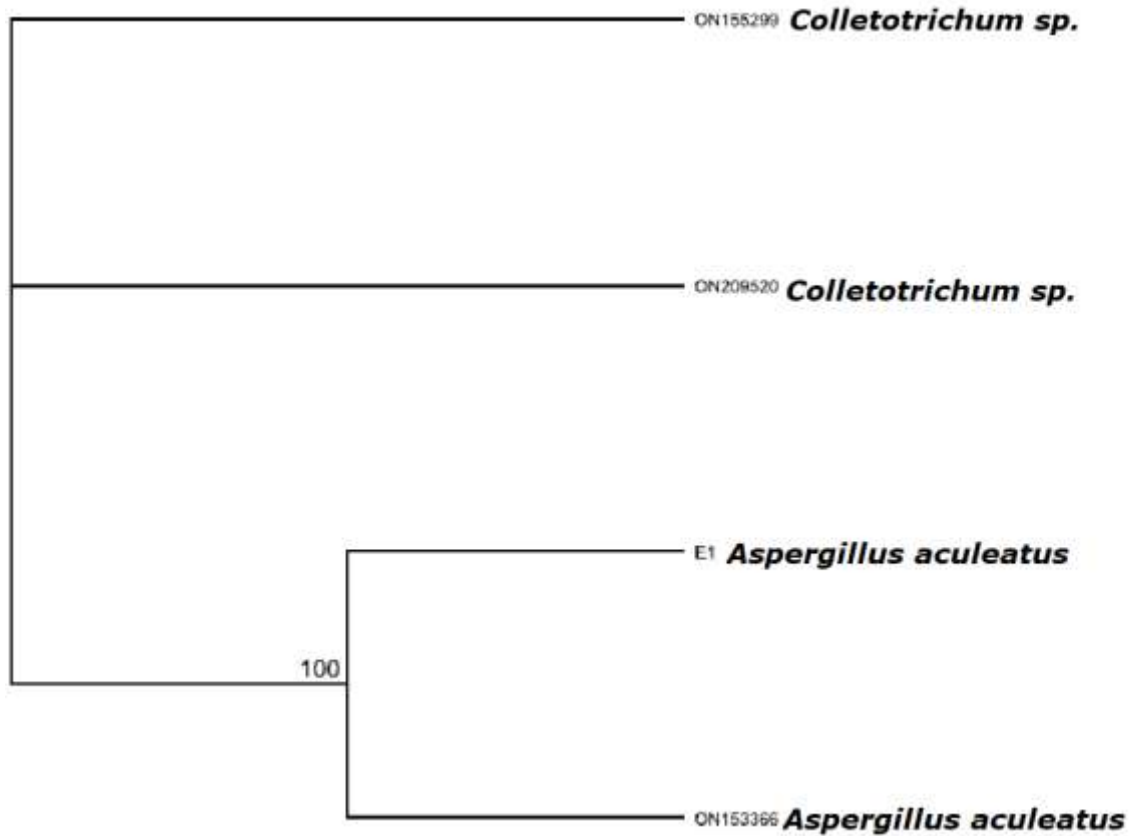 ON155299 Colletotrichum sp.
ON209520 Colletotrichum sp.
E1 Aspergillus aculeatus
100
ON153366 Aspergillus aculeatus